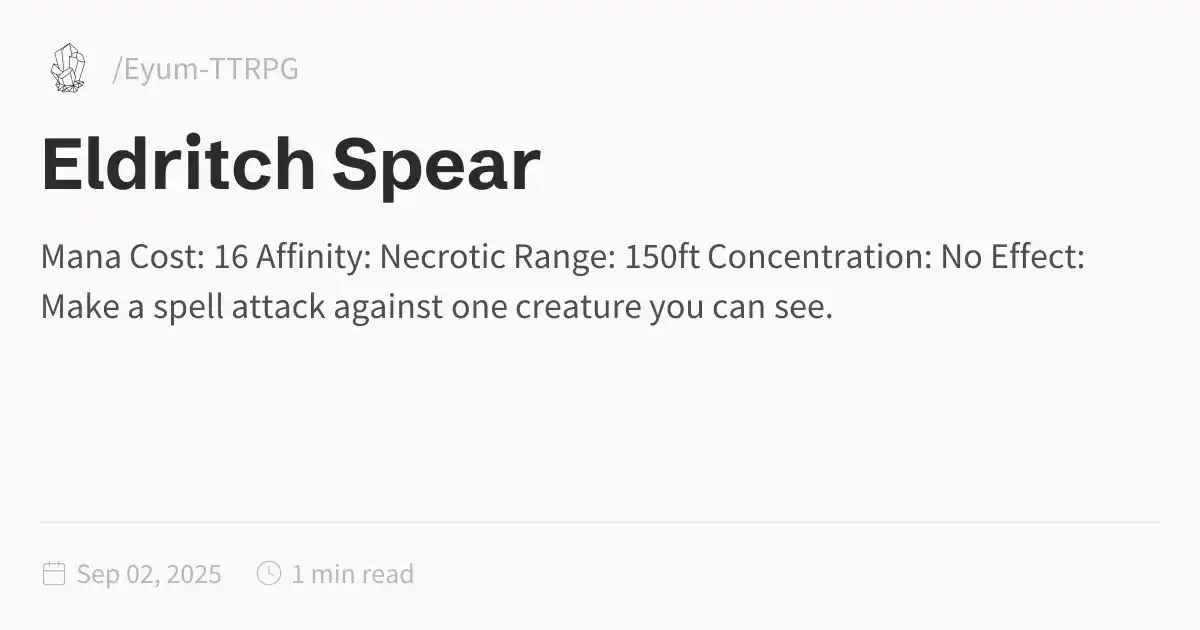 /Eyum-TTRPG
Eldritch Spear
Mana Cost: 16 Affinity: Necrotic Range: 150ft Concentration: No Effect:
Make a spell attack against one creature you can see.
Sep 02, 2025
1 min read